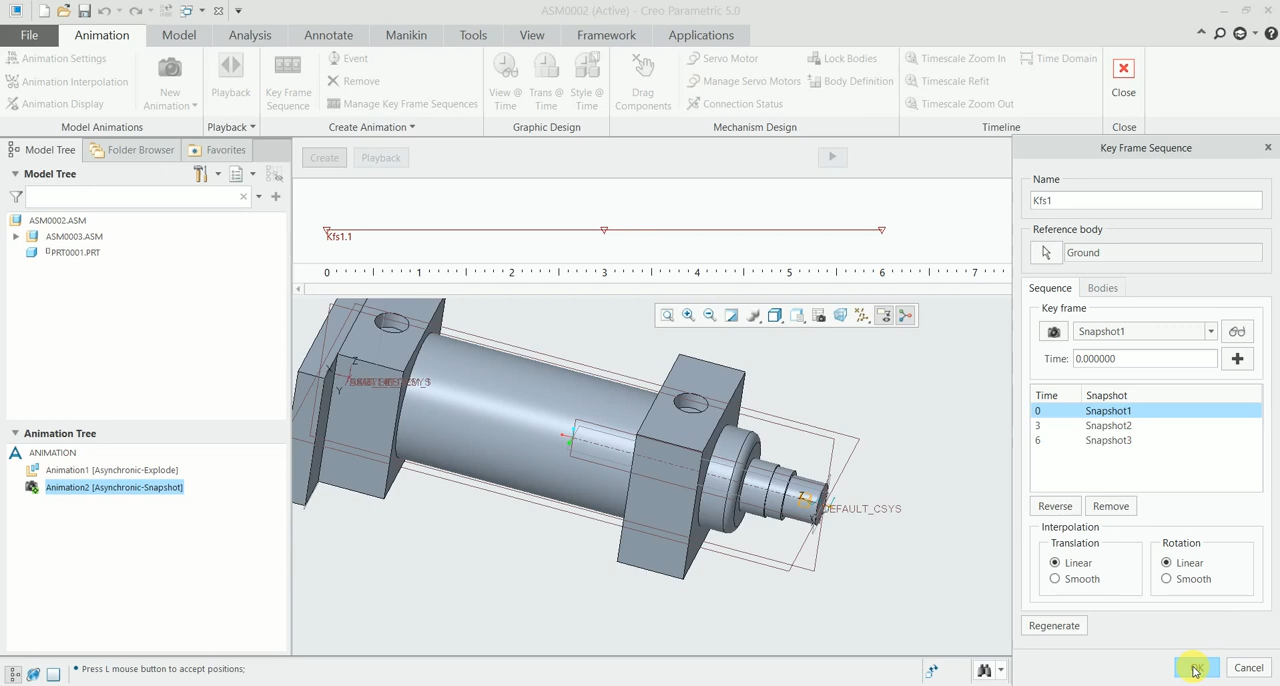 ASM0002 (Active) - Creo Parametric 5.0
File Animation Model Analysis Annotate Manikin Tools View Framework Applications
Animation Settings
Animation Interpolation
Animation Display
New Animation
Model Animations
Playback
Playback
Key Frame Sequence
Event
Remove
Manage Key Frame Sequences
Create Animation
View @ Time
Trans @ Time
Style @ Time
Graphic Design
Drag Components
Servo Motor
Manage Servo Motors
Connection Status
Lock Bodies
Body Definition
Mechanism Design
Timescale Zoom In
Timescale Refit
Timescale Zoom Out
Time Domain
Timeline
Close
Close
Model Tree Folder Browser Favorites
Model Tree
ASM0002.ASM
ASM0003.ASM
PRT0001.PRT
Animation Tree
ANIMATION
Animation1 [Asynchronic-Explode]
Animation2 [Asynchronic-Snapshot]
Create Playback
Kfs1.1
0 1 2 3 4 5 6 7
Z
Y
Z
DEFAULT_CSYS
Key Frame Sequence
Name
Kfs1
Reference body
Ground
Sequence Bodies
Key frame
Snapshot1
Time: 0.000000
Time Snapshot
0 Snapshot1
3 Snapshot2
6 Snapshot3
Reverse Remove
Interpolation
Translation Rotation
Linear Linear
Smooth Smooth
Regenerate
Cancel
Press L mouse button to accept positions;